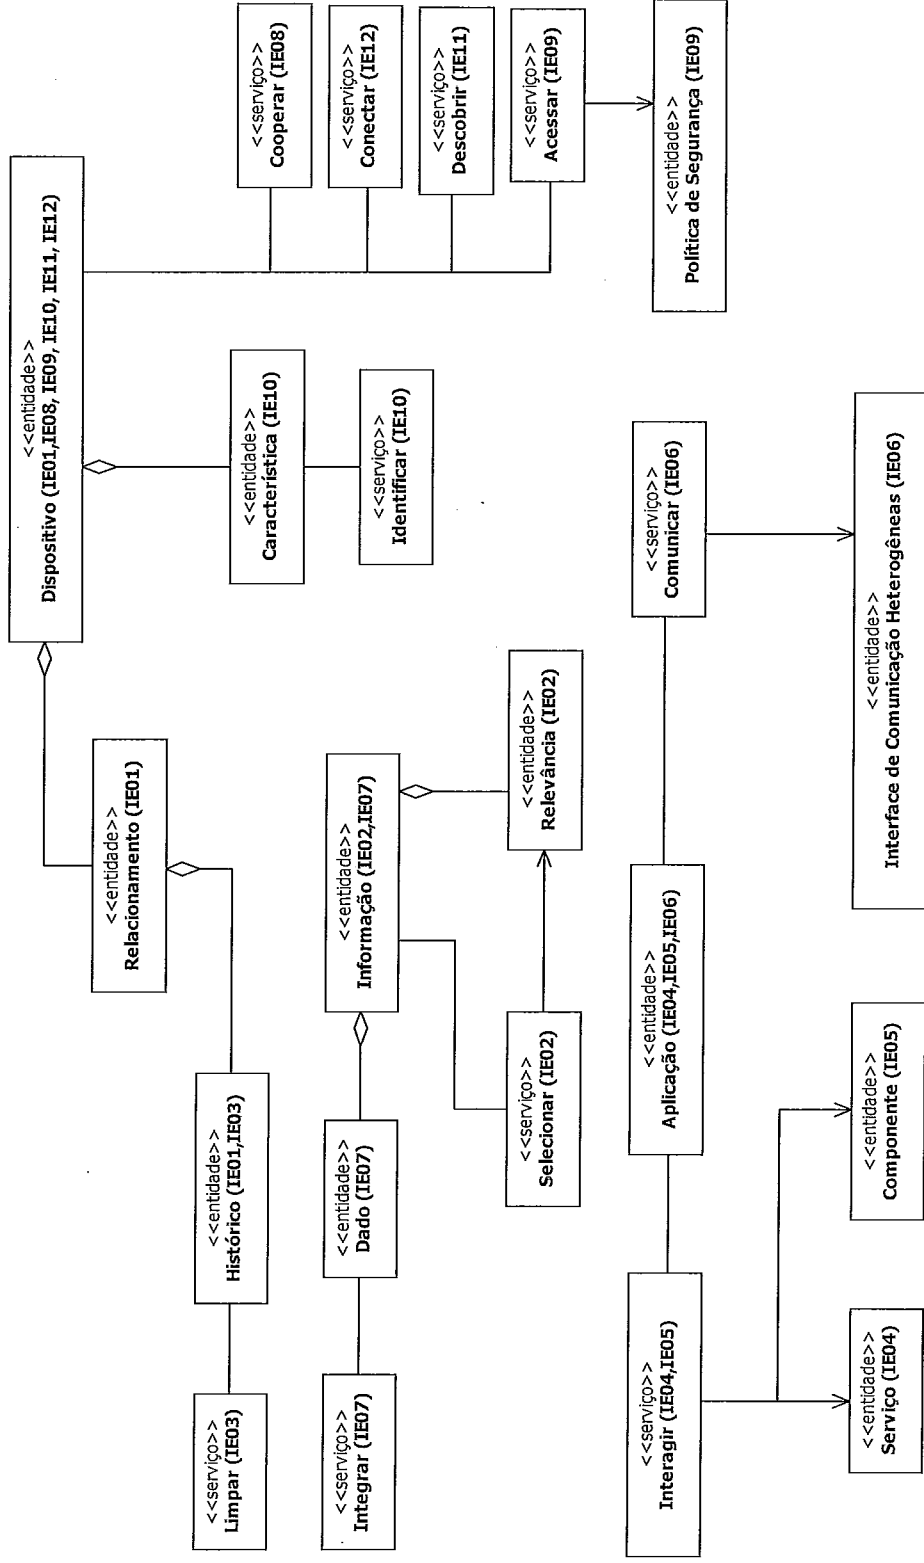 <<entidade>>
Dispositivo (IE01,IE08, IE09, IE10, IE11, IE12)
<<entidade>>
Relacionamento (IE01)
<<entidade>>
Histórico (IE01,IE03)
<<serviço>>
Limpar (IE03)
<<entidade>>
Característica (IE10)
<<serviço>>
Identificar (IE10)
<<serviço>>
Cooperar (IE08)
<<serviço>>
Conectar (IE12)
<<serviço>>
Descobrir (IE11)
<<serviço>>
Acessar (IE09)
<<entidade>>
Política de Segurança (IE09)
<<serviço>>
Integrar (IE07)
<<entidade>>
Dado (IE07)
<<entidade>>
Informação (IE02,IE07)
<<serviço>>
Selecionar (IE02)
<<entidade>>
Relevância (IE02)
<<serviço>>
Interagir (IE04,IE05)
<<entidade>>
Aplicação (IE04,IE05,IE06)
<<serviço>>
Comunicar (IE06)
<<entidade>>
Serviço (IE04)
<<entidade>>
Componente (IE05)
<<entidade>>
Interface de Comunicação Heterogêneas (IE06)